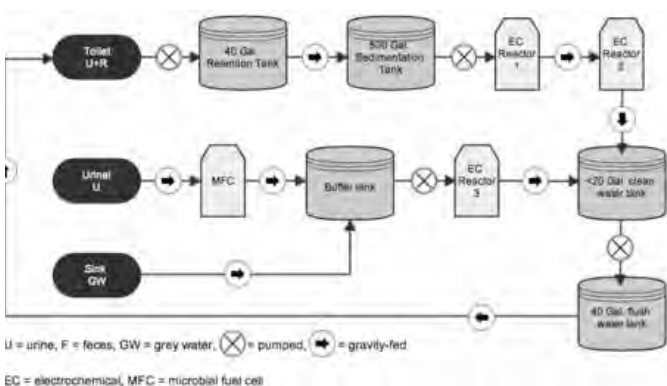 Toilet
U+R
40 Gal.
Retention Tank
500 Gal.
Sedimentation
Tank
EC
Reactor
1
EC
Reactor
2
Urinal
U
MFC
Buffer tank
EC
Reactor
3
<20 Gal. clean
water tank
Sink
GW
40 Gal. flush
water tank
U = urine, F = feces, GW = grey water, = pumped, = gravity-fed
EC = electrochemical, MFC = microbial fuel cell